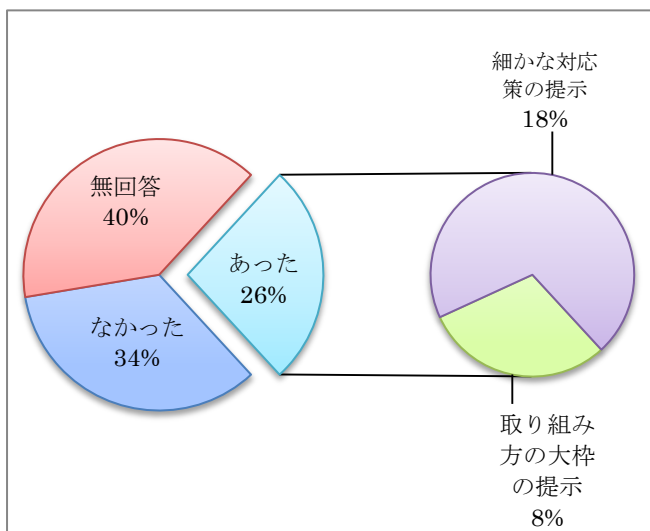 細かな対応
策の提示
18%
無回答
40%
あった
26%
なかった
34%
取り組み
方の大枠
の提示
8%